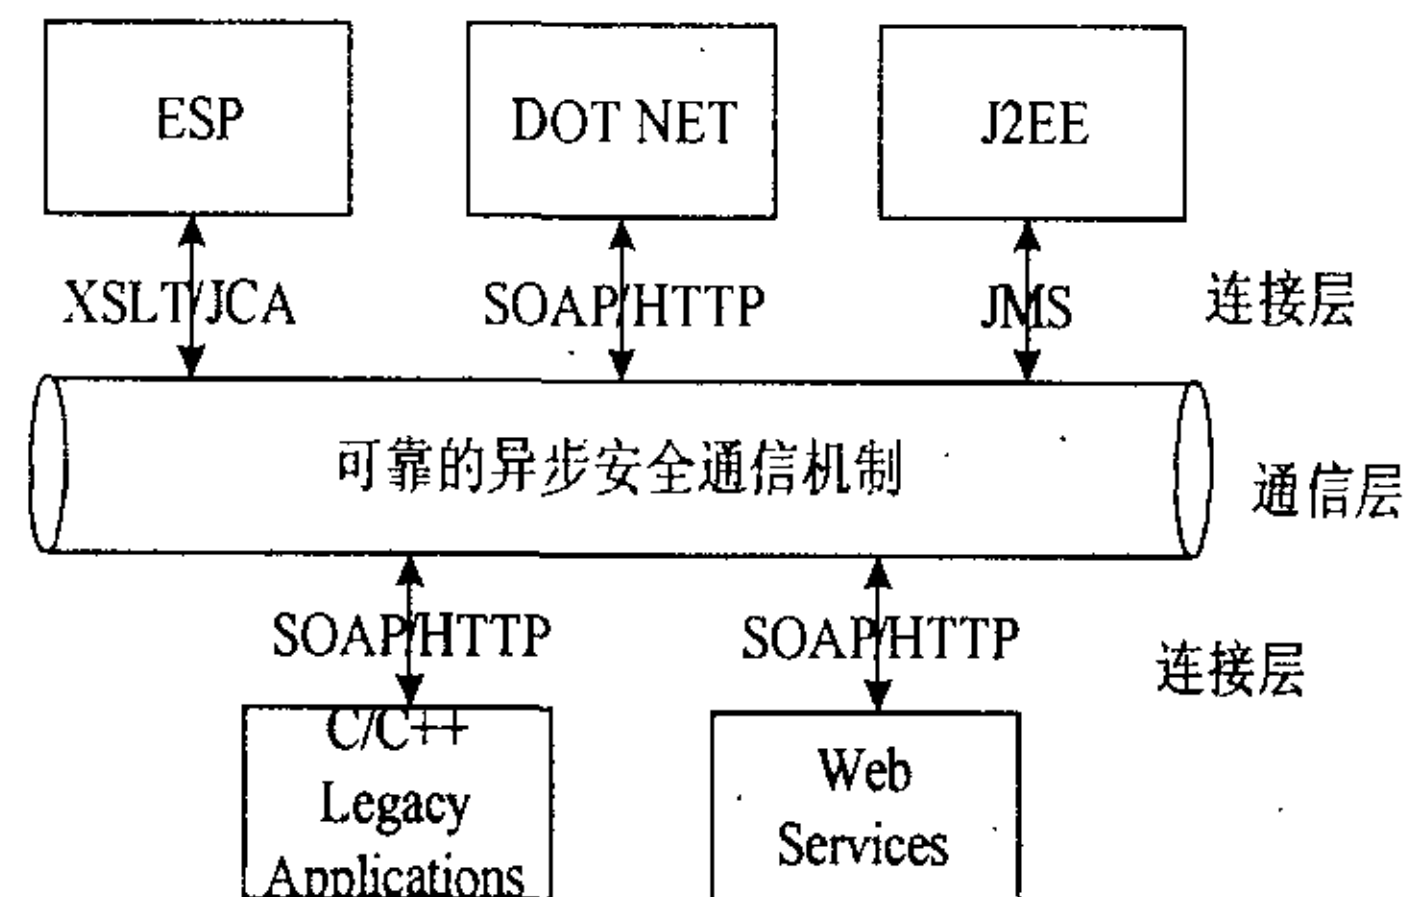 ESP
DOT NET
J2EE
XSLT/JCA
SOAP/HTTP
JMS
连接层
可靠的异步安全通信机制
通信层
SOAP/HTTP
SOAP/HTTP
连接层
C/C++
Legacy
Applications
Web
Services